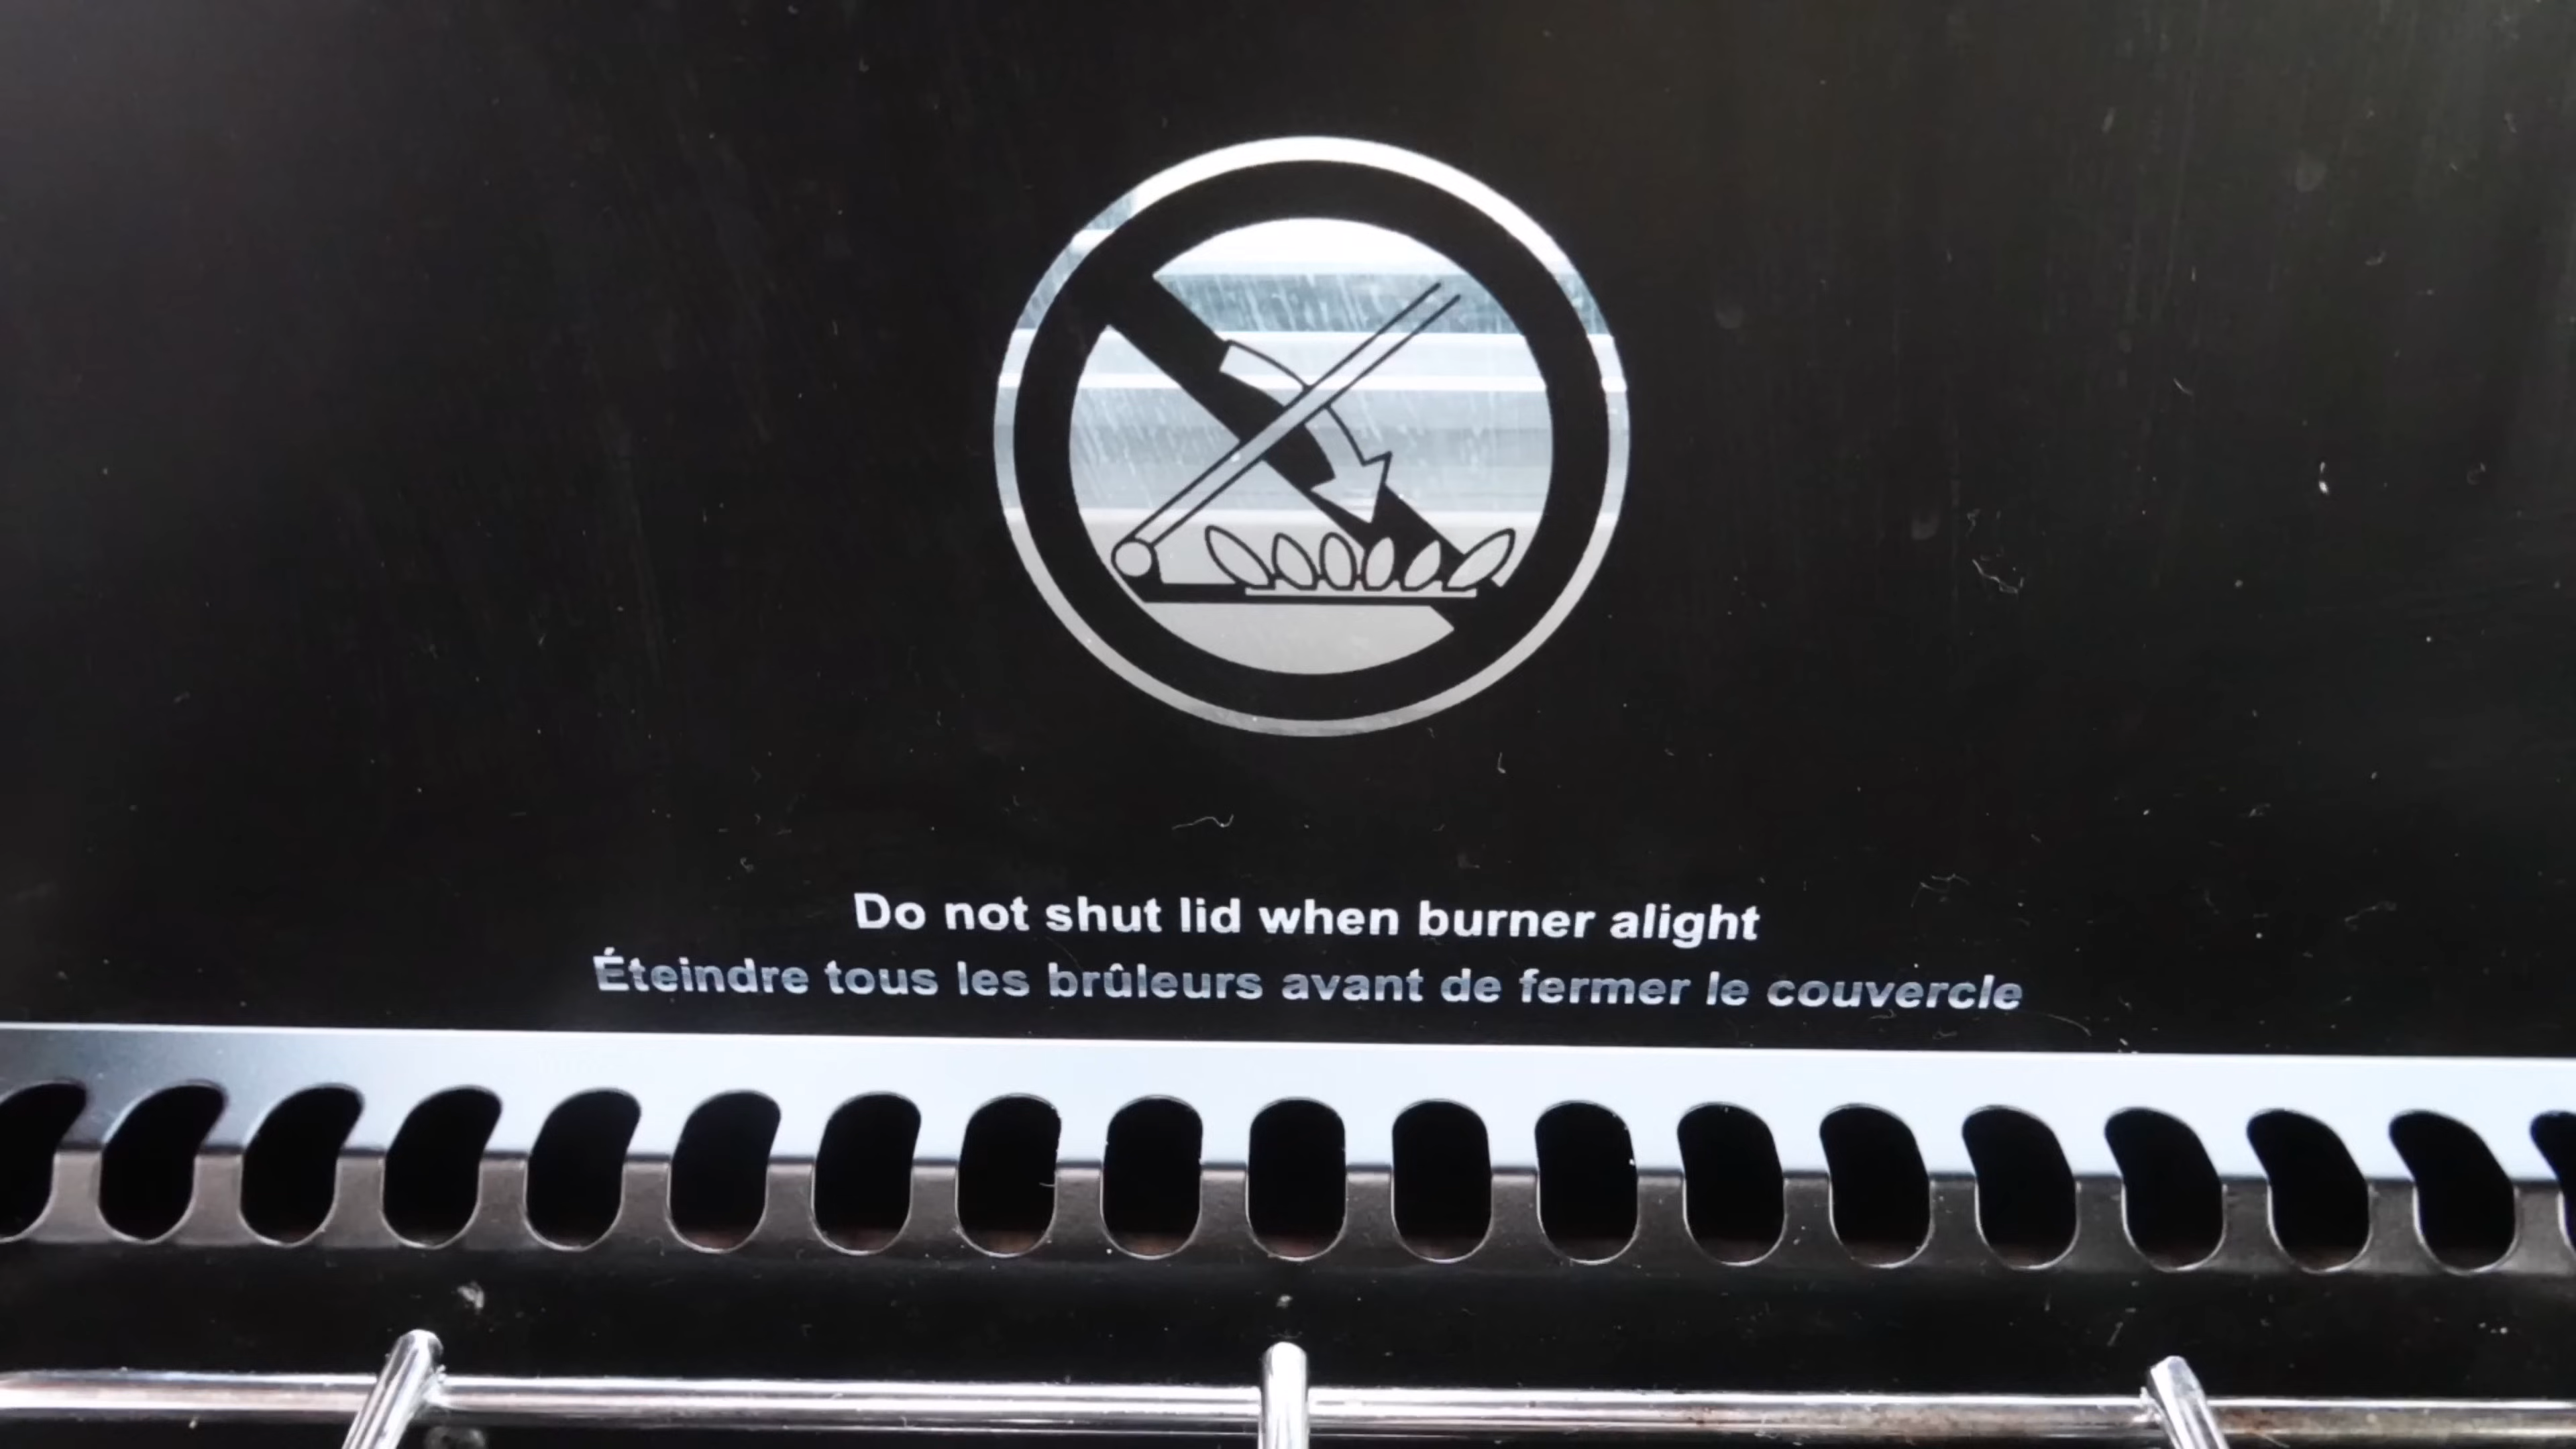 Do not shut lid when burner alight
Éteindre tous les brûleurs avant de fermer le couvercle